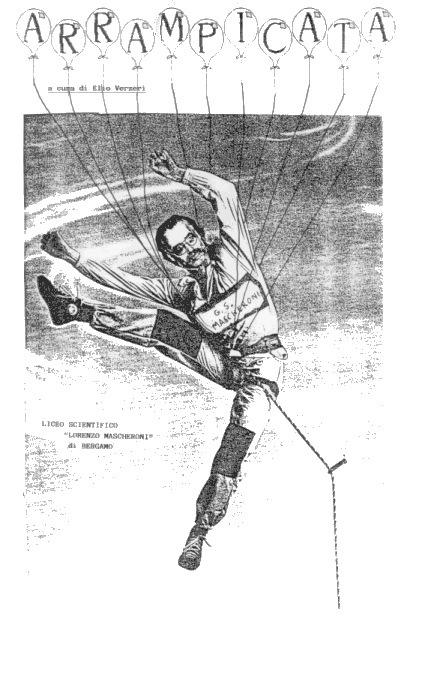 ARRAMPICATA
a cura di Elio Verzeri
G.S.
MASCHERONI
LICEO SCIENTIFICO
"LORENZO MASCHERONI"
di BERGAMO